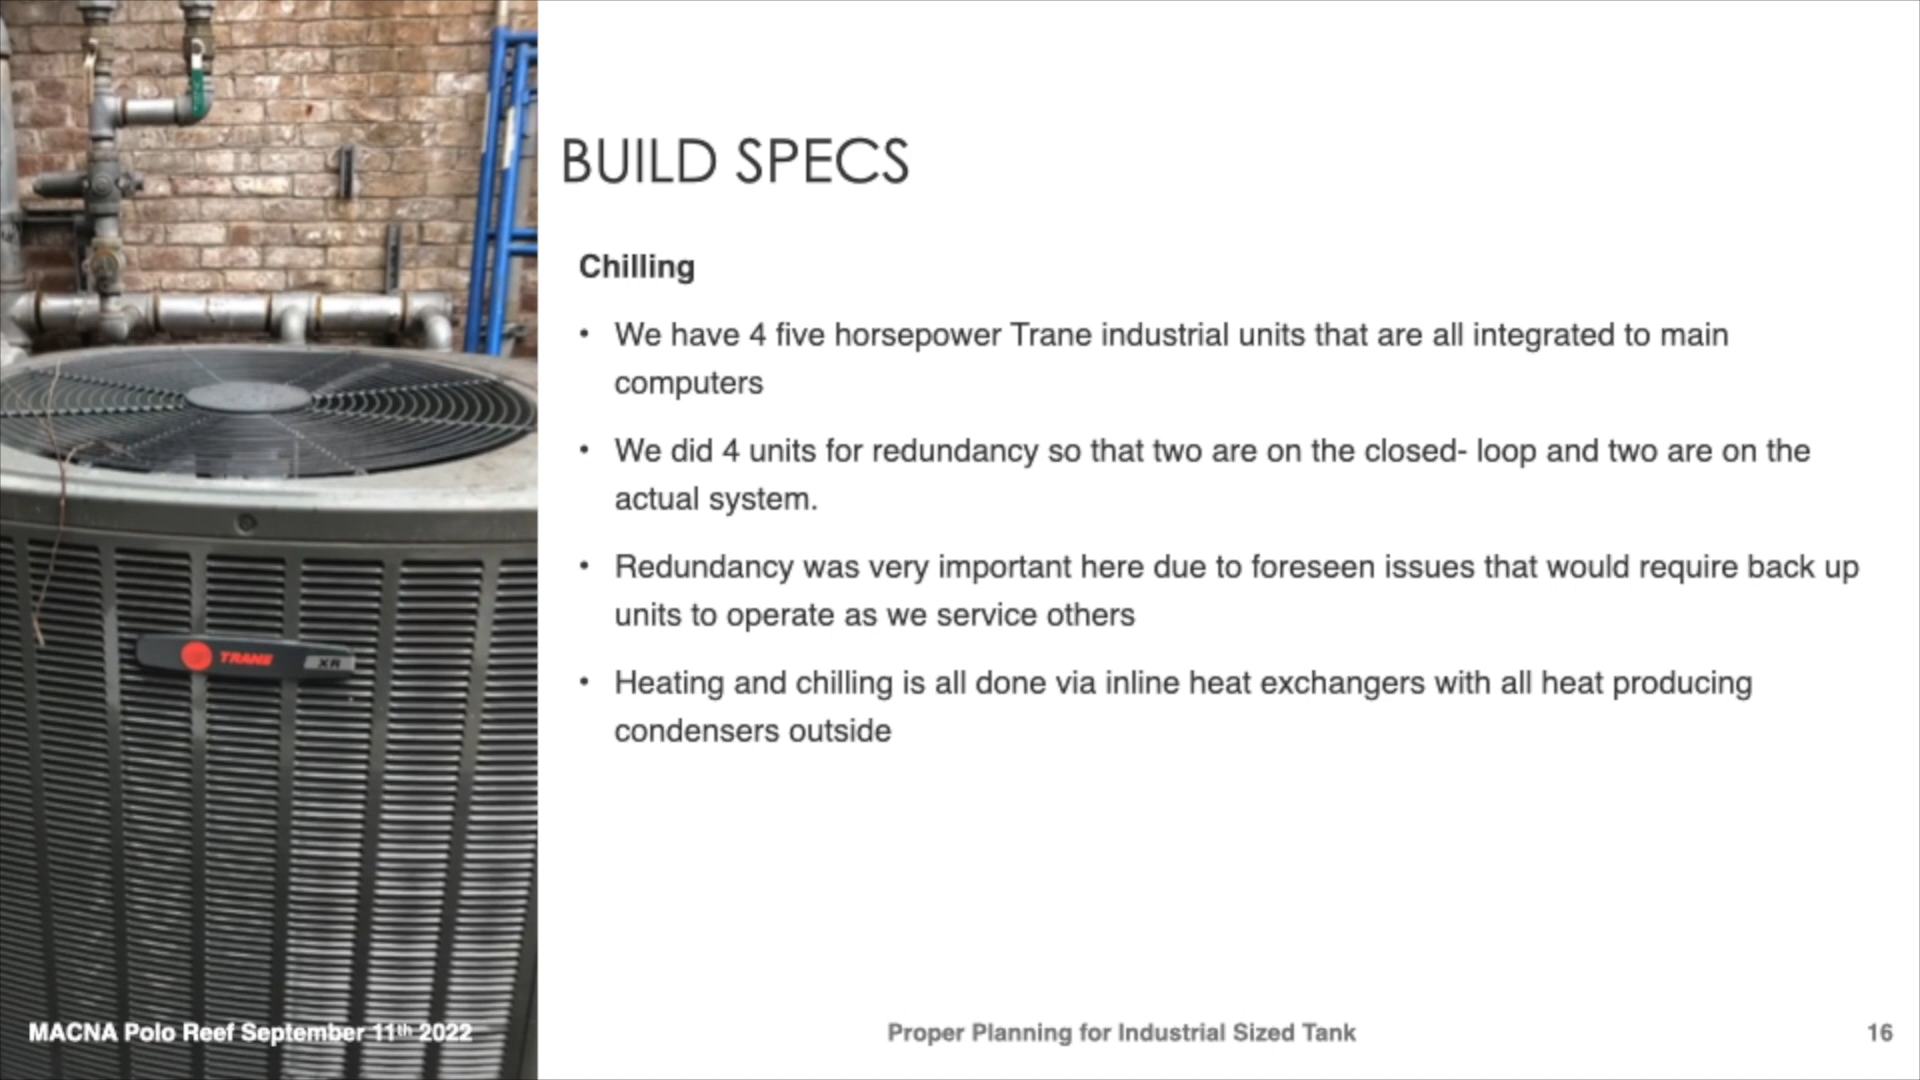 BUILD SPECS
Chilling
• We have 4 five horsepower Trane industrial units that are all integrated to main
computers
• We did 4 units for redundancy so that two are on the closed- loop and two are on the
actual system.
• Redundancy was very important here due to foreseen issues that would require back up
units to operate as we service others
• Heating and chilling is all done via inline heat exchangers with all heat producing
condensers outside
TRANE XR
MACNA Polo Reef September 11th 2022
Proper Planning for Industrial Sized Tank
16